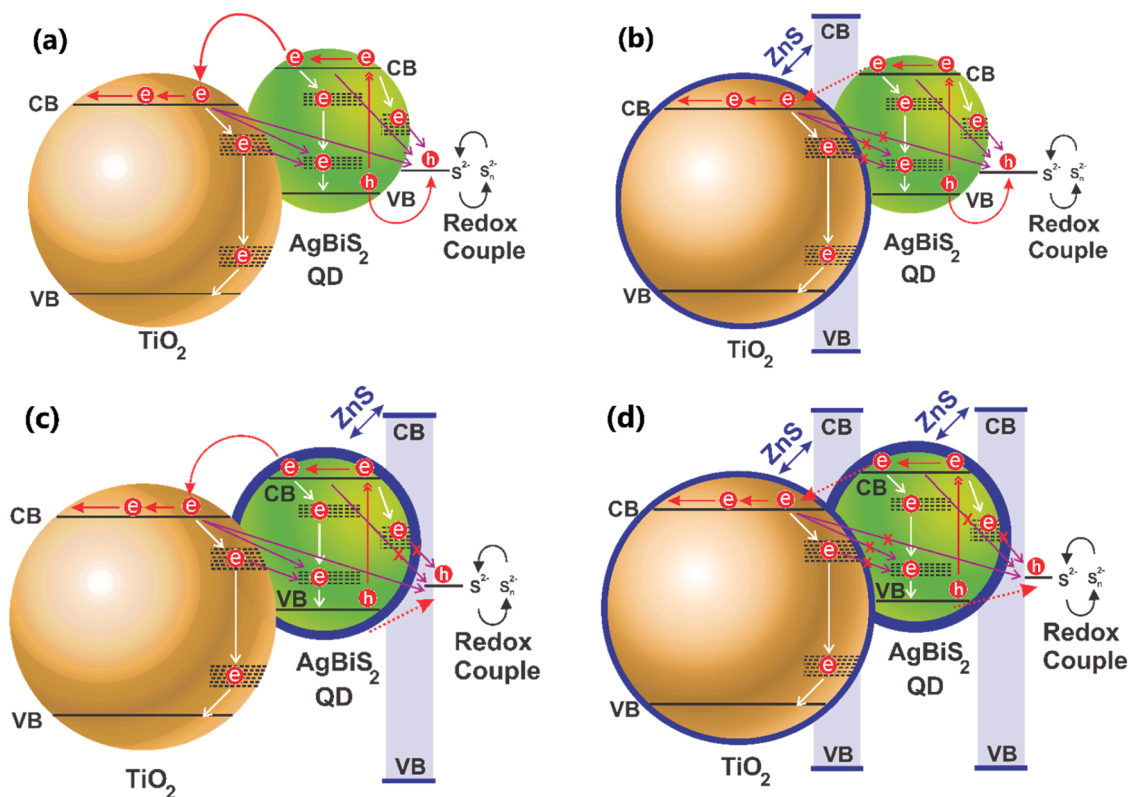 (a)
e
e
CB
e
e
e
CB
e
e
e
e
h
h
S²⁻
Sₙ²⁻
VB
Redox
Couple
AgBiS₂
QD
e
VB
TiO₂
(b)
ZnS
CB
e
e
CB
e
e
CB
e
e
e
x
x
x
e
h
h
S²⁻
Sₙ²⁻
VB
Redox
Couple
AgBiS₂
QD
e
VB
VB
TiO₂
(c)
ZnS
CB
e
e
CB
e
e
CB
e
e
e
x
x
e
h
e
h
S²⁻
Sₙ²⁻
VB
Redox
Couple
AgBiS₂
QD
e
VB
VB
TiO₂
(d)
ZnS
CB
ZnS
CB
e
e
CB
e
e
CB
e
x
e
x
e
x
x
x
e
h
h
S²⁻
Sₙ²⁻
VB
Redox
Couple
AgBiS₂
QD
e
VB
VB
VB
TiO₂